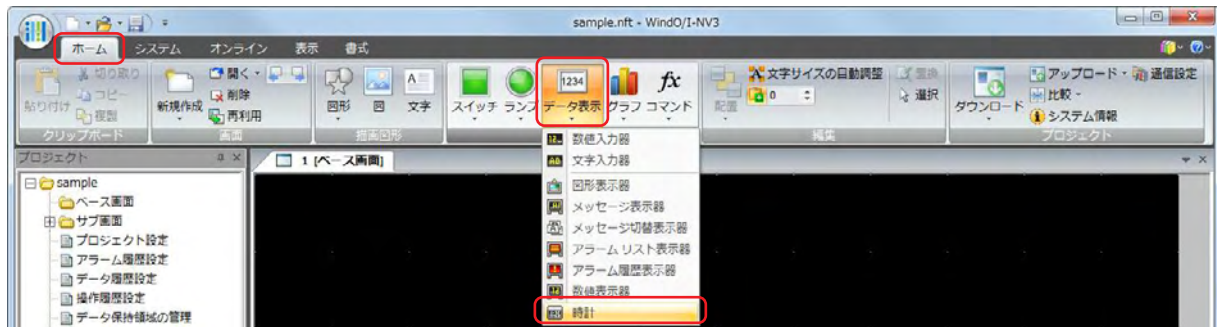 sample.nft - WindO/I-NV3
ホーム システム オンライン 表示 書式
切り取り 開く 文字サイズの自動調整 置換 アップロード 通信設定
コピー 削除 0 選択 比較
貼り付け 複製 新規作成 再利用 図形 図 文字 スイッチ ランプ データ表示 グラフ コマンド 配置 ダウンロード システム情報
クリップボード 画面 描画図形 編集 プロジェクト
A
1234
fx
プロジェクト
1 [ベース画面]
sample
ベース画面
サブ画面
プロジェクト設定
アラーム履歴設定
データ履歴設定
操作履歴設定
データ保持領域の管理
数値入力器
文字入力器
図形表示器
メッセージ表示器
メッセージ切替表示器
アラーム リスト表示器
アラーム履歴表示器
数値表示器
時計